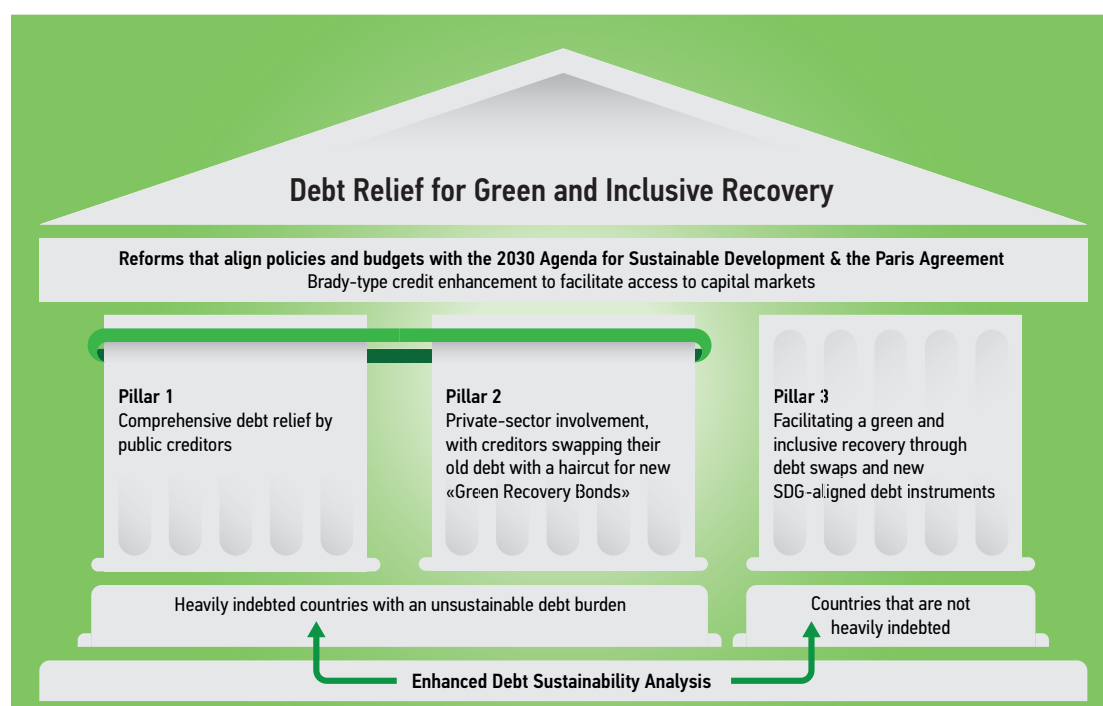 Debt Relief for Green and Inclusive Recovery
Reforms that align policies and budgets with the 2030 Agenda for Sustainable Development & the Paris Agreement
Brady-type credit enhancement to facilitate access to capital markets
Pillar 1
Comprehensive debt relief by
public creditors
Pillar 2
Private-sector involvement,
with creditors swapping their
old debt with a haircut for new
«Green Recovery Bonds»
Pillar 3
Facilitating a green and
inclusive recovery through
debt swaps and new
SDG-aligned debt instruments
Heavily indebted countries with an unsustainable debt burden
Countries that are not
heavily indebted
Enhanced Debt Sustainability Analysis